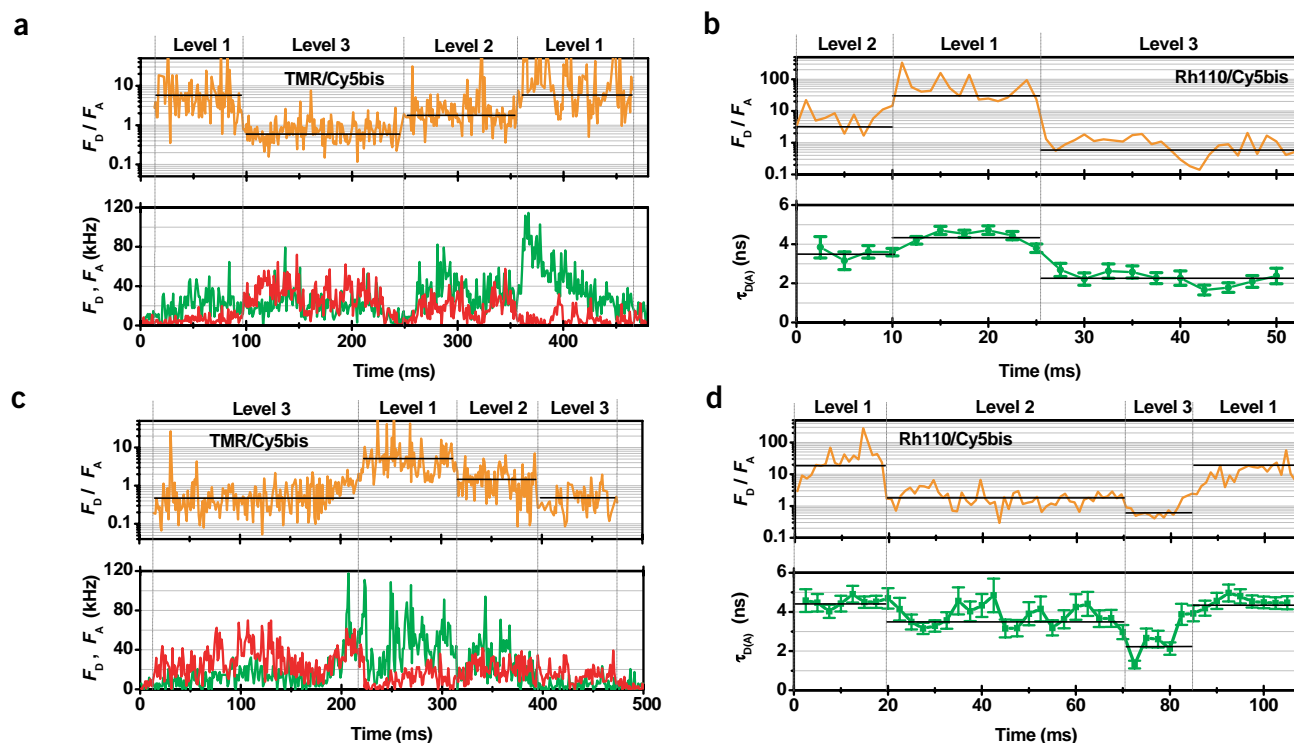 a
Level 1 Level 3 Level 2 Level 1
TMR/Cy5bis
F_D / F_A
10
1
0.1
F_D , F_A (kHz)
120
80
40
0
0 100 200 300 400
Time (ms)
b
Level 2 Level 1 Level 3
Rh110/Cy5bis
F_D / F_A
100
10
1
0.1
τ_D(A) (ns)
6
4
2
0
0 10 20 30 40 50
Time (ms)
c
Level 3 Level 1 Level 2 Level 3
TMR/Cy5bis
F_D / F_A
10
1
0.1
F_D , F_A (kHz)
120
80
40
0
0 100 200 300 400 500
Time (ms)
d
Level 1 Level 2 Level 3 Level 1
Rh110/Cy5bis
F_D / F_A
100
10
1
0.1
τ_D(A) (ns)
6
4
2
0
0 20 40 60 80 100
Time (ms)